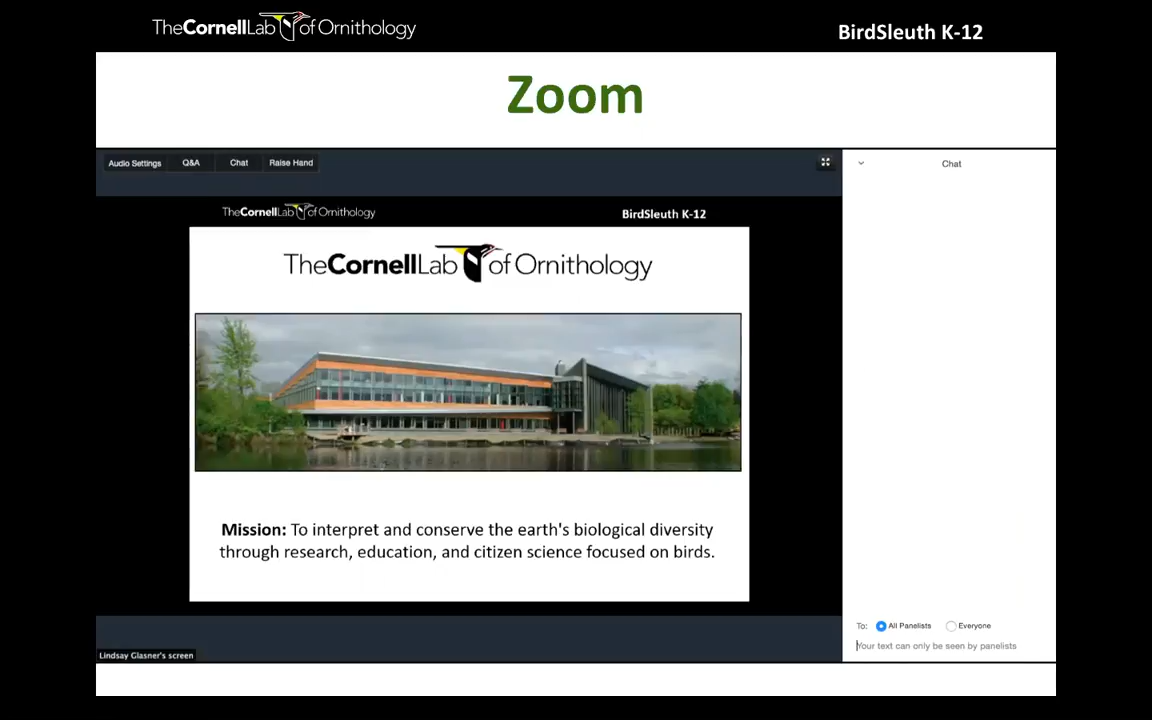 TheCornellLab of Ornithology
BirdSleuth K-12
Zoom
Audio Settings Q&A Chat Raise Hand
Chat
TheCornellLab of Ornithology
BirdSleuth K-12
TheCornellLab of Ornithology
Mission: To interpret and conserve the earth's biological diversity
through research, education, and citizen science focused on birds.
To: All Panelists Everyone
Your text can only be seen by panelists
Lindsay Glasner's screen